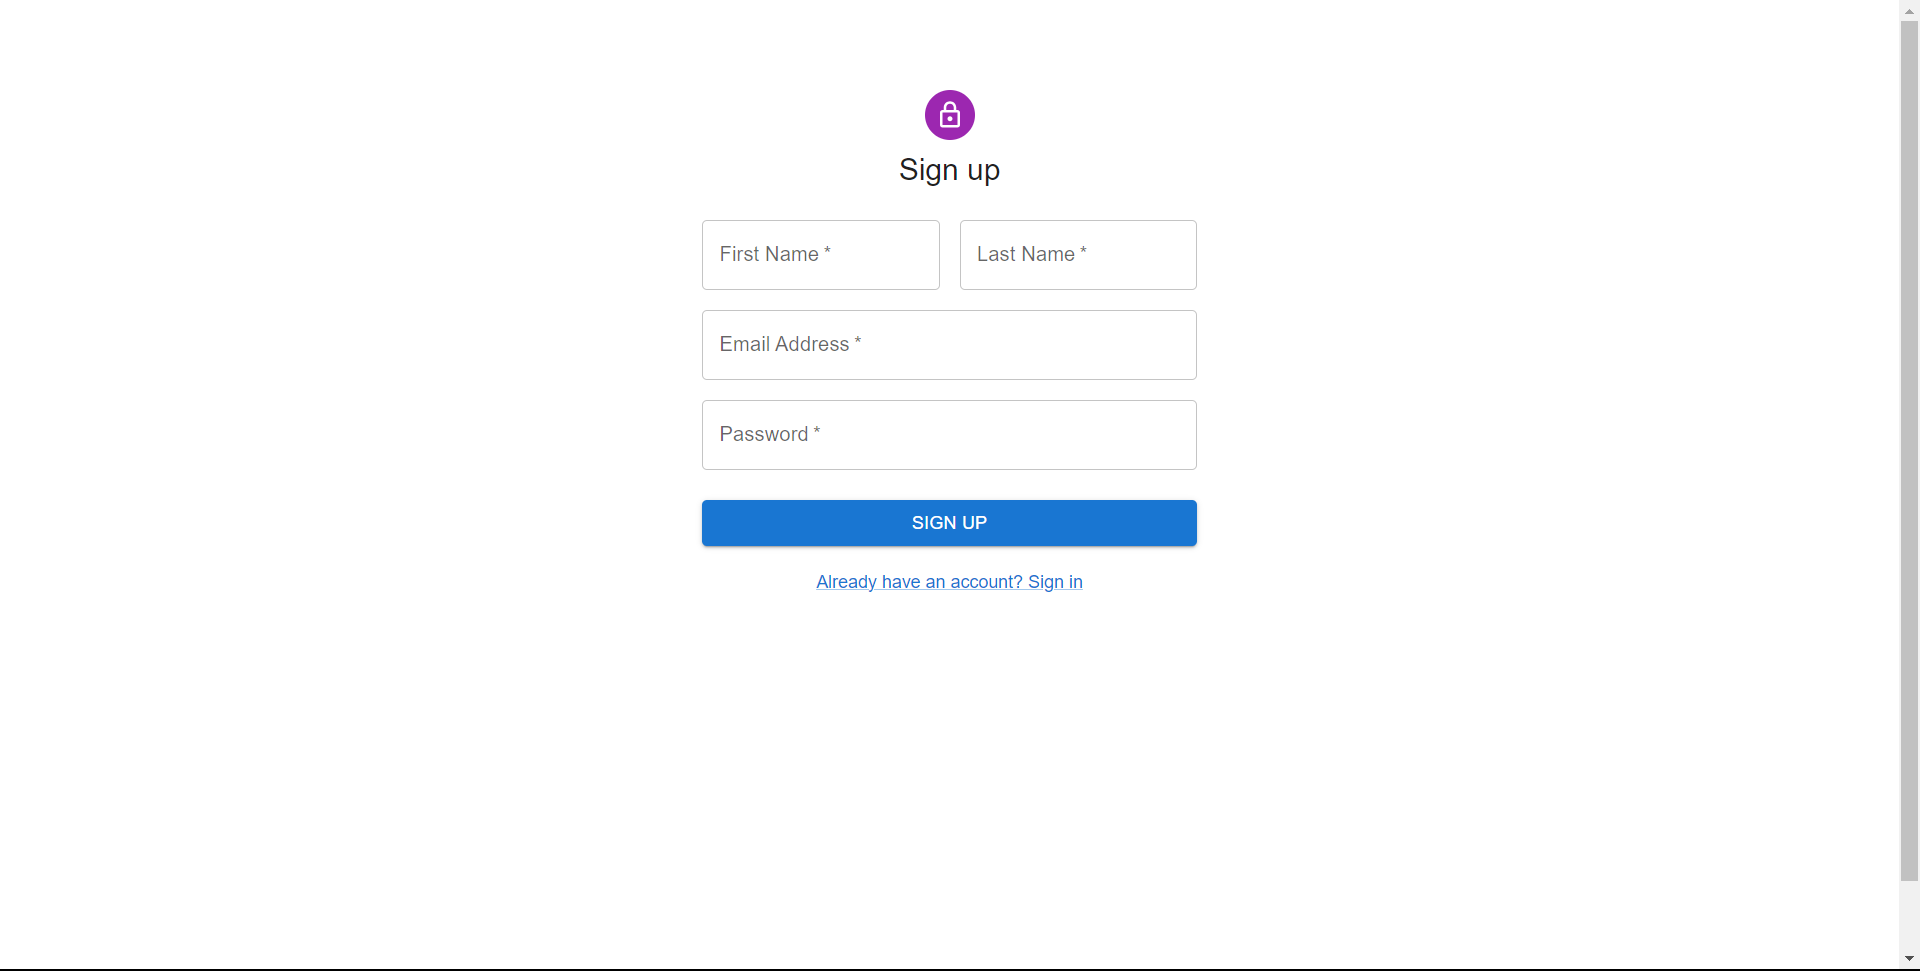 Sign up
First Name *
Last Name *
Email Address *
Password *
SIGN UP
Already have an account? Sign in